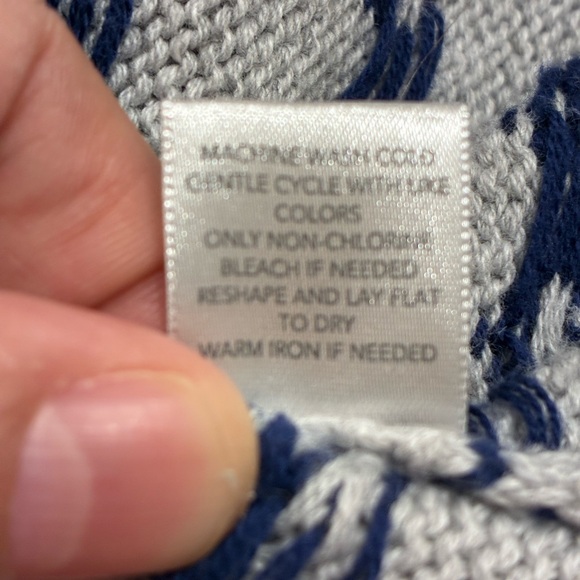 MACHINE WASH COLD
GENTLE CYCLE WITH LIKE
COLORS
ONLY NON-CHLORINE
BLEACH IF NEEDED
RESHAPE AND LAY FLAT
TO DRY
WARM IRON IF NEEDED